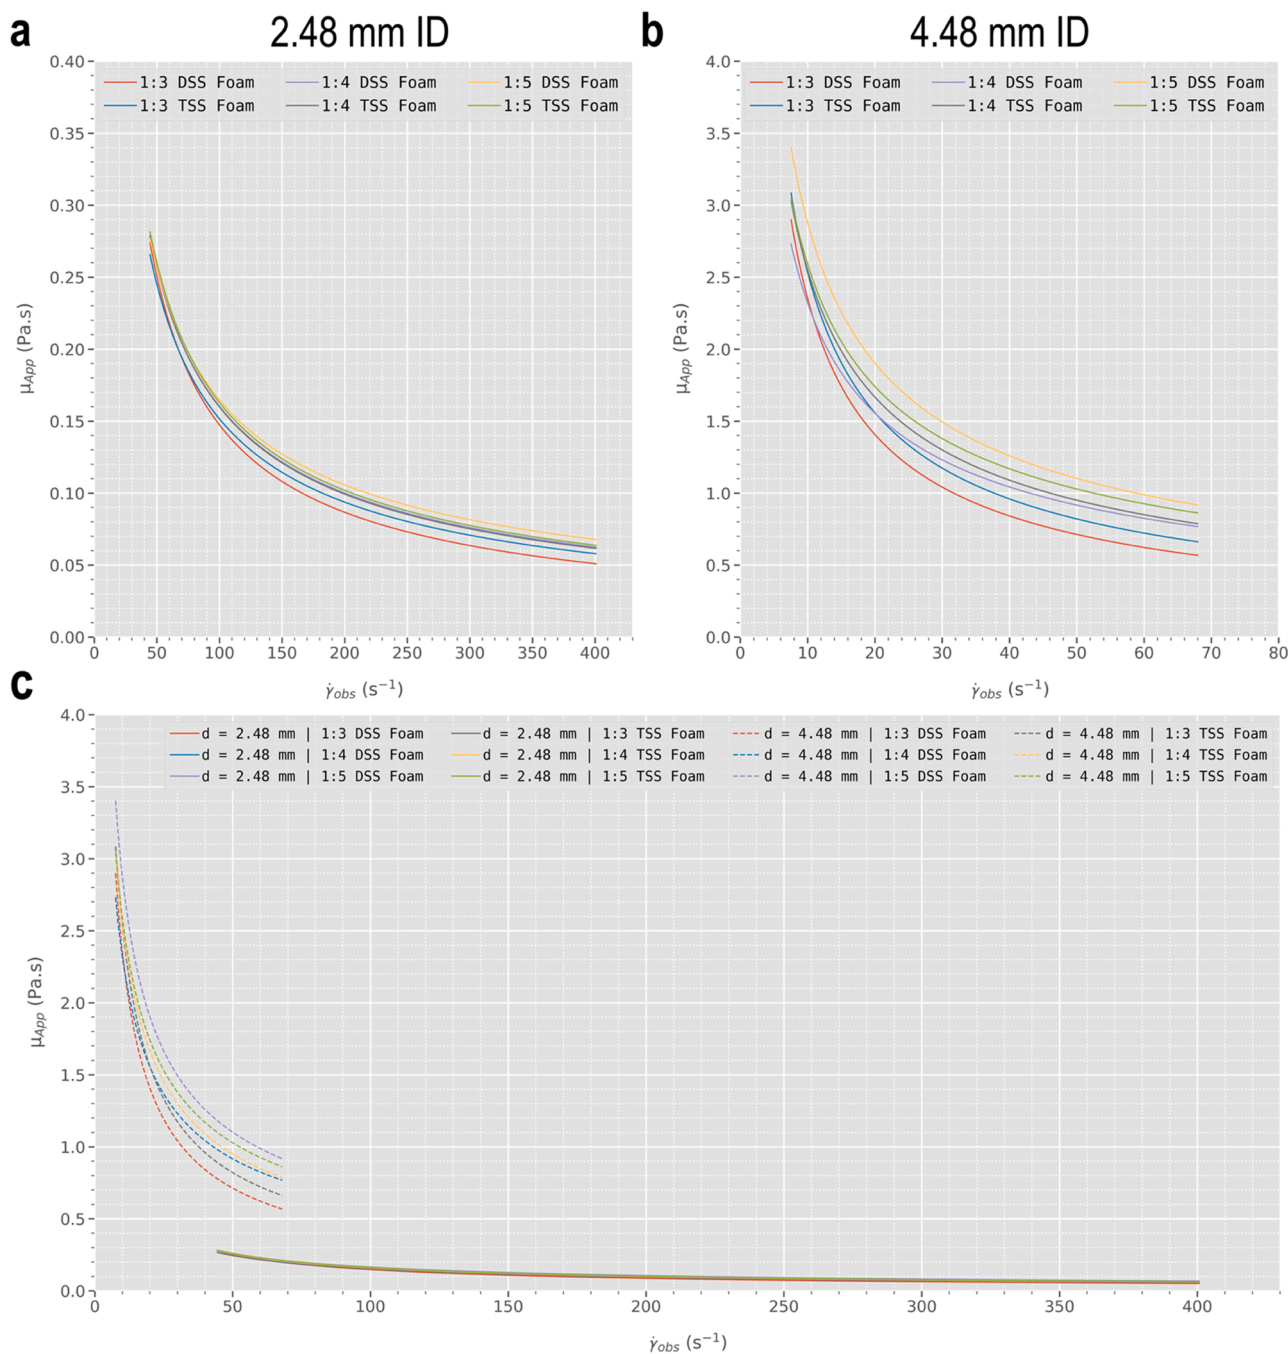 a 2.48 mm ID
1:3 DSS Foam 1:4 DSS Foam 1:5 DSS Foam
1:3 TSS Foam 1:4 TSS Foam 1:5 TSS Foam
0.40
0.35
0.30
0.25
0.20
0.15
0.10
0.05
0.00
μApp (Pa.s)
0 50 100 150 200 250 300 350 400
γ̇obs (s⁻¹)
b 4.48 mm ID
1:3 DSS Foam 1:4 DSS Foam 1:5 DSS Foam
1:3 TSS Foam 1:4 TSS Foam 1:5 TSS Foam
4.0
3.5
3.0
2.5
2.0
1.5
1.0
0.5
0.0
μApp (Pa.s)
0 10 20 30 40 50 60 70 80
γ̇obs (s⁻¹)
c
d = 2.48 mm | 1:3 DSS Foam d = 2.48 mm | 1:3 TSS Foam d = 4.48 mm | 1:3 DSS Foam d = 4.48 mm | 1:3 TSS Foam
d = 2.48 mm | 1:4 DSS Foam d = 2.48 mm | 1:4 TSS Foam d = 4.48 mm | 1:4 DSS Foam d = 4.48 mm | 1:4 TSS Foam
d = 2.48 mm | 1:5 DSS Foam d = 2.48 mm | 1:5 TSS Foam d = 4.48 mm | 1:5 DSS Foam d = 4.48 mm | 1:5 TSS Foam
4.0
3.5
3.0
2.5
2.0
1.5
1.0
0.5
0.0
μApp (Pa.s)
0 50 100 150 200 250 300 350 400
γ̇obs (s⁻¹)